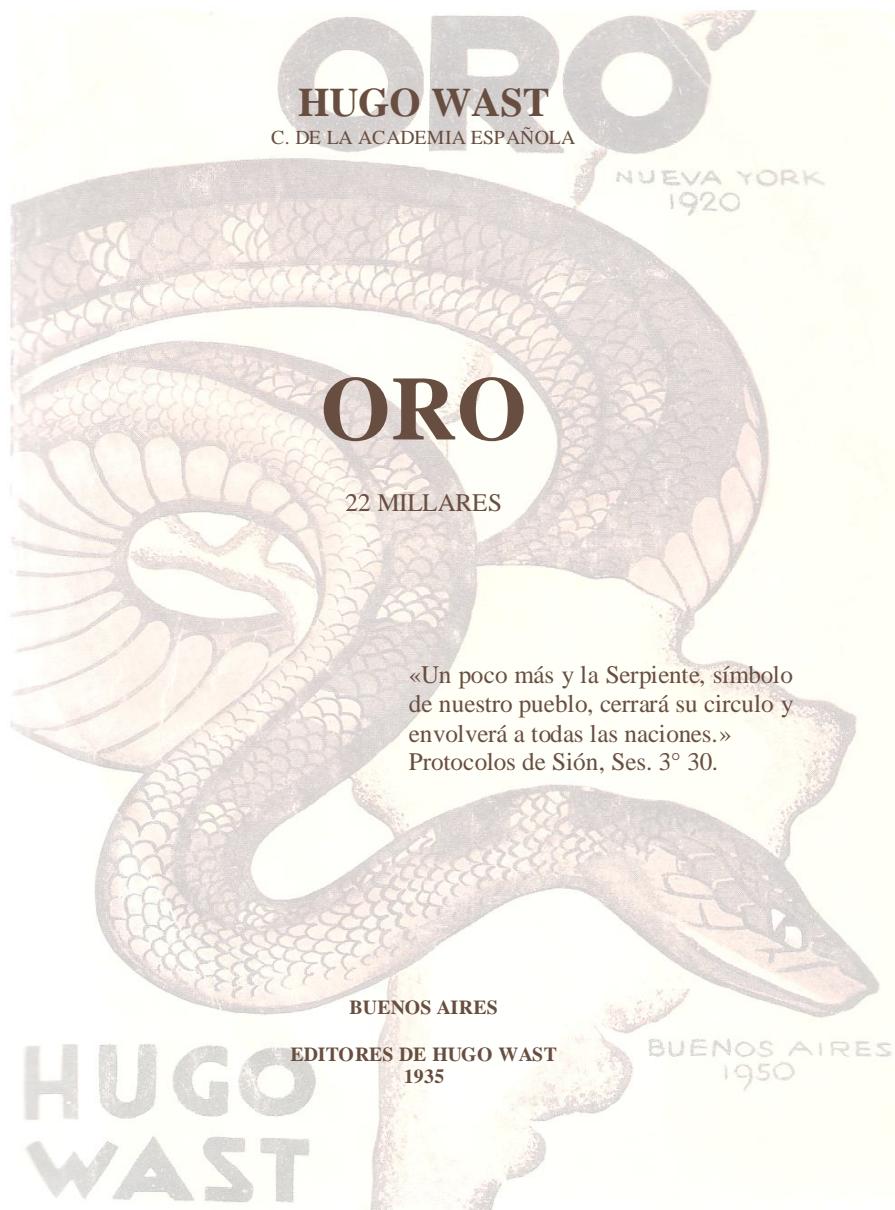 ORO
HUGO WAST
C. DE LA ACADEMIA ESPAÑOLA
NUEVA YORK
1920
ORO
22 MILLARES
«Un poco más y la Serpiente, símbolo
de nuestro pueblo, cerrará su circulo y
envolverá a todas las naciones.»
Protocolos de Sión, Ses. 3° 30.
BUENOS AIRES
EDITORES DE HUGO WAST
1935
BUENOS AIRES
1950
HUGO
WAST